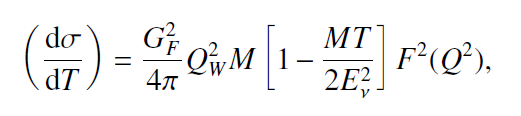 (dσ/dT) = G_F^2/4π Q_W^2 M [1 − MT/2E_ν^2] F^2(Q^2),